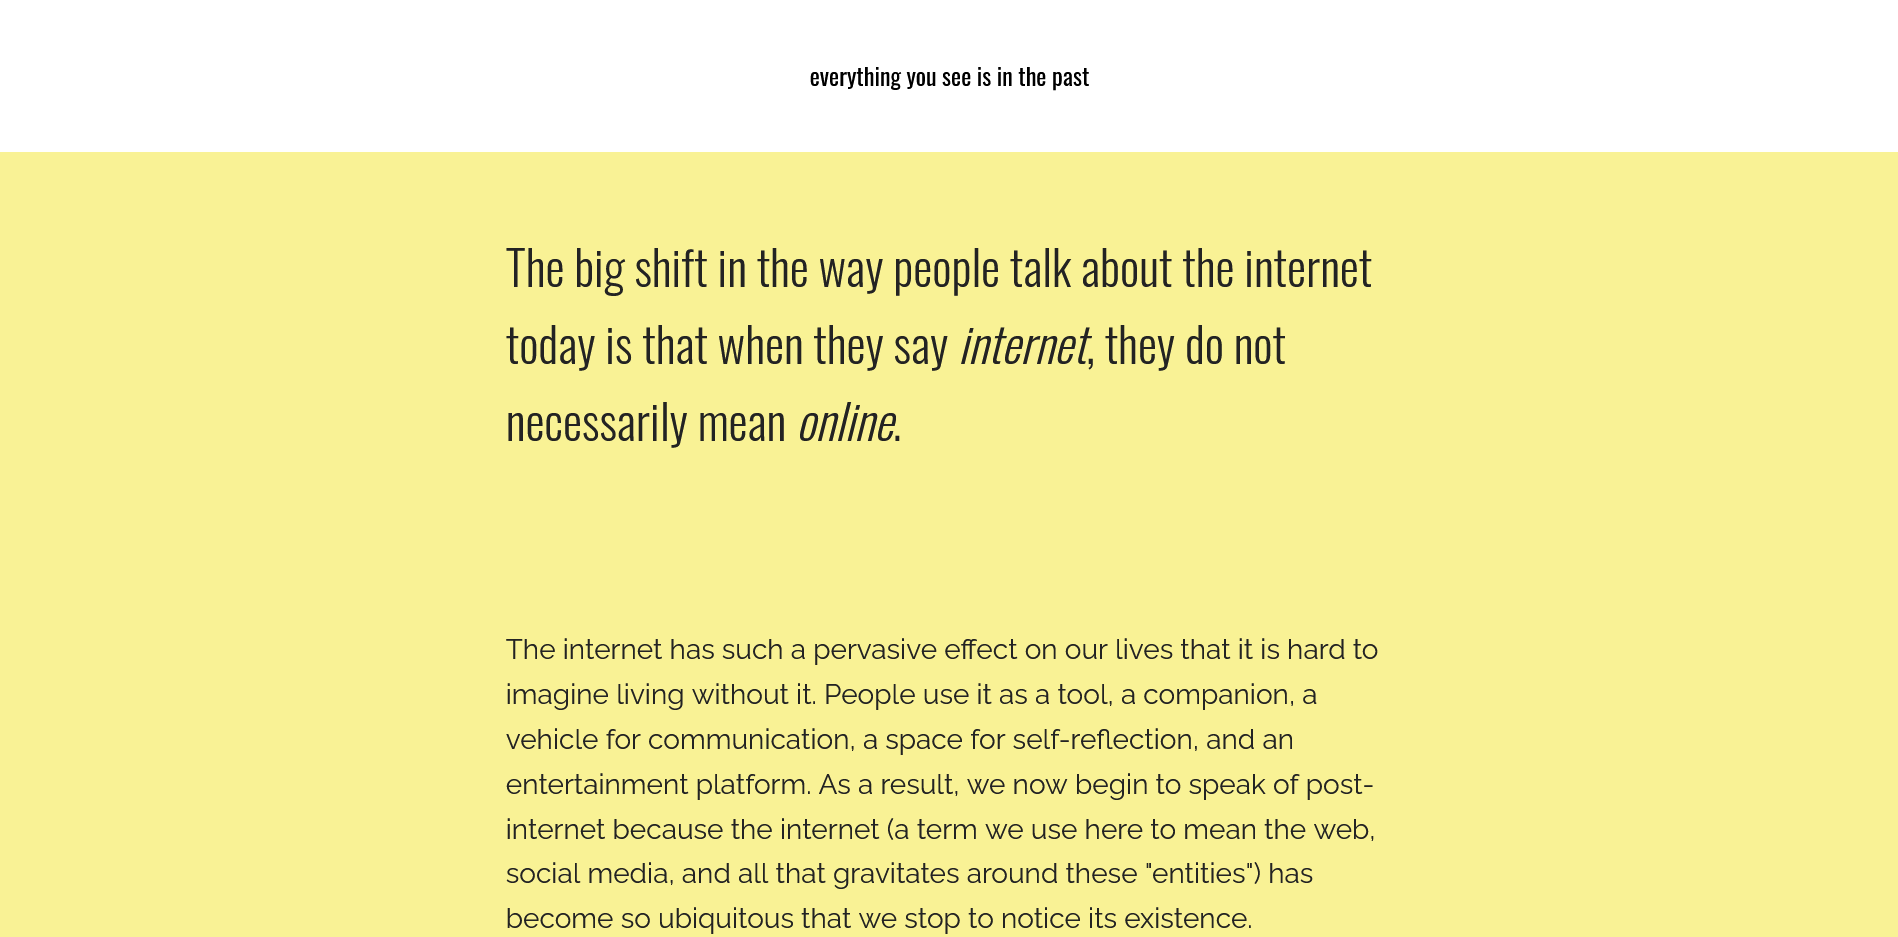 everything you see is in the past
The big shift in the way people talk about the internet
today is that when they say internet, they do not
necessarily mean online.
The internet has such a pervasive effect on our lives that it is hard to
imagine living without it. People use it as a tool, a companion, a
vehicle for communication, a space for self-reflection, and an
entertainment platform. As a result, we now begin to speak of post-
internet because the internet (a term we use here to mean the web,
social media, and all that gravitates around these "entities") has
become so ubiquitous that we stop to notice its existence.